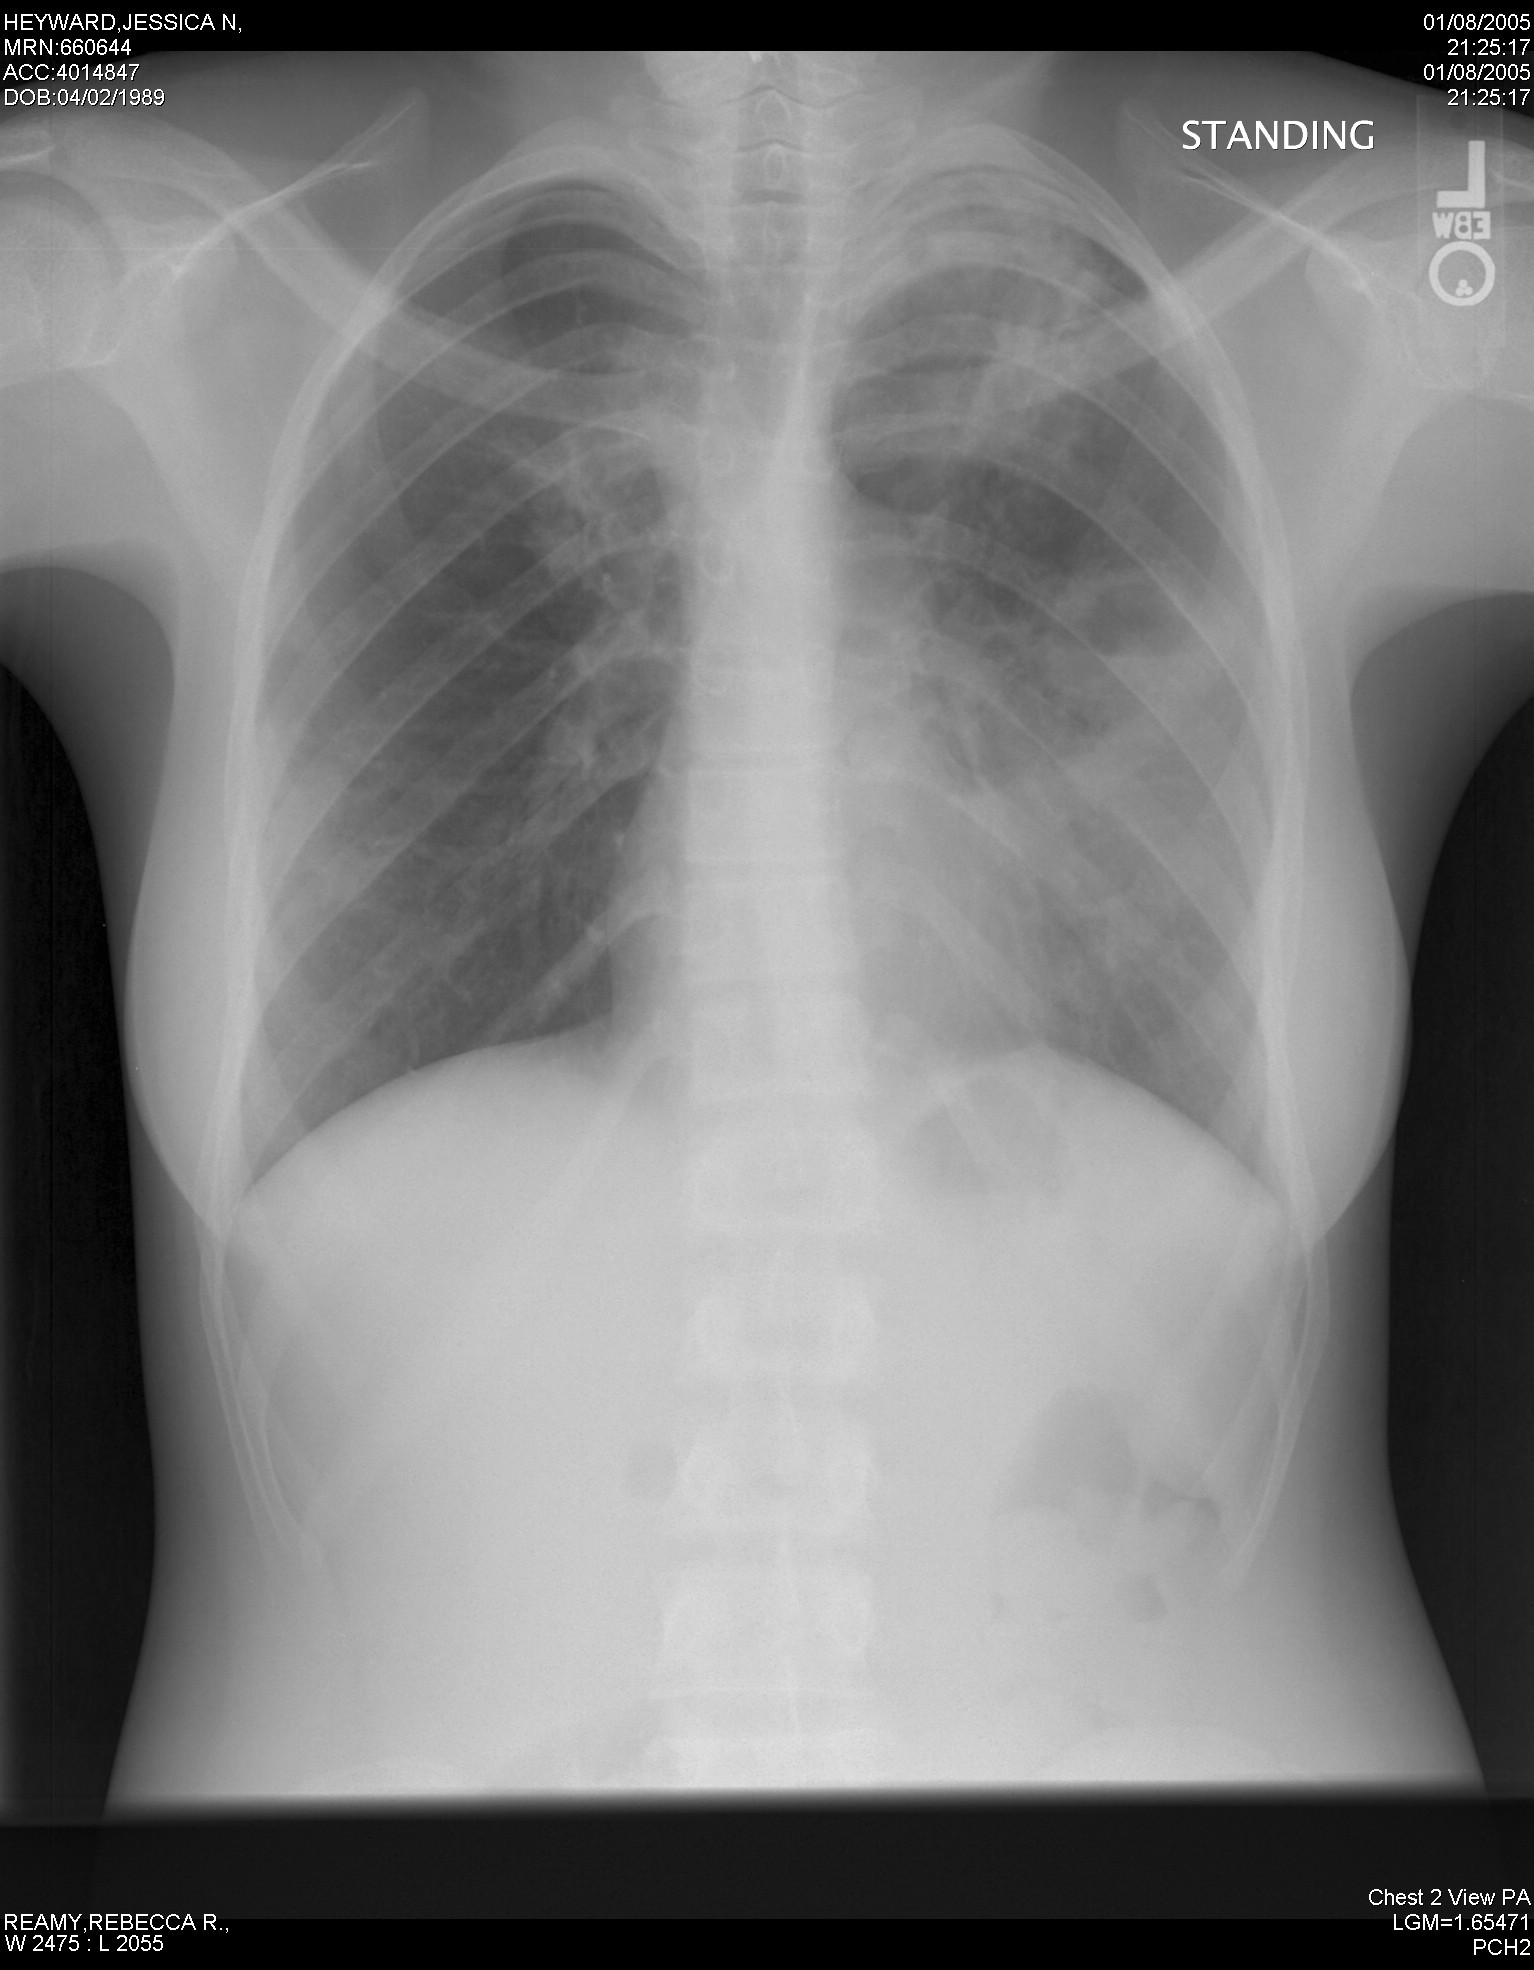 HEYWARD,JESSICA N,
MRN:660644
ACC:4014847
DOB:04/02/1989
01/08/2005
21:25:17
01/08/2005
21:25:17
STANDING
L
EBW
REAMY,REBECCA R.,
W 2475 : L 2055
Chest 2 View PA
LGM=1.65471
PCH2